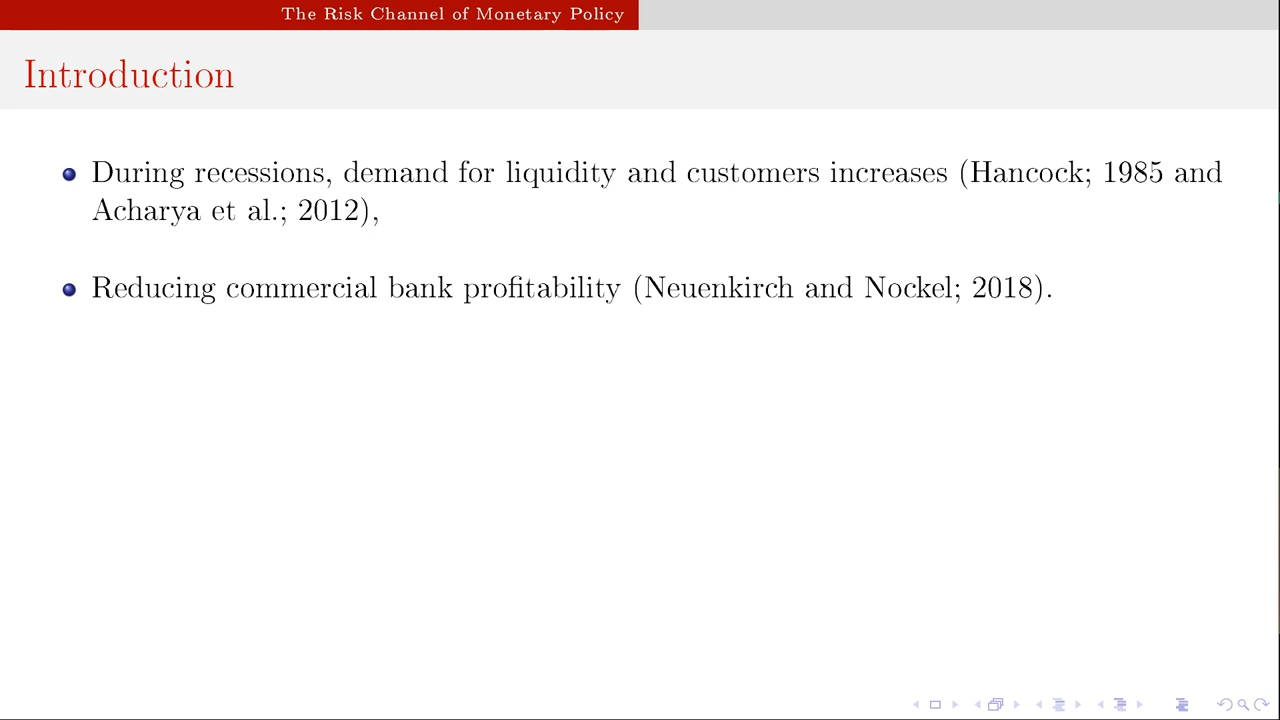 The Risk Channel of Monetary Policy
Introduction
During recessions, demand for liquidity and customers increases (Hancock; 1985 and
Acharya et al.; 2012),
Reducing commercial bank profitability (Neuenkirch and Nockel; 2018).